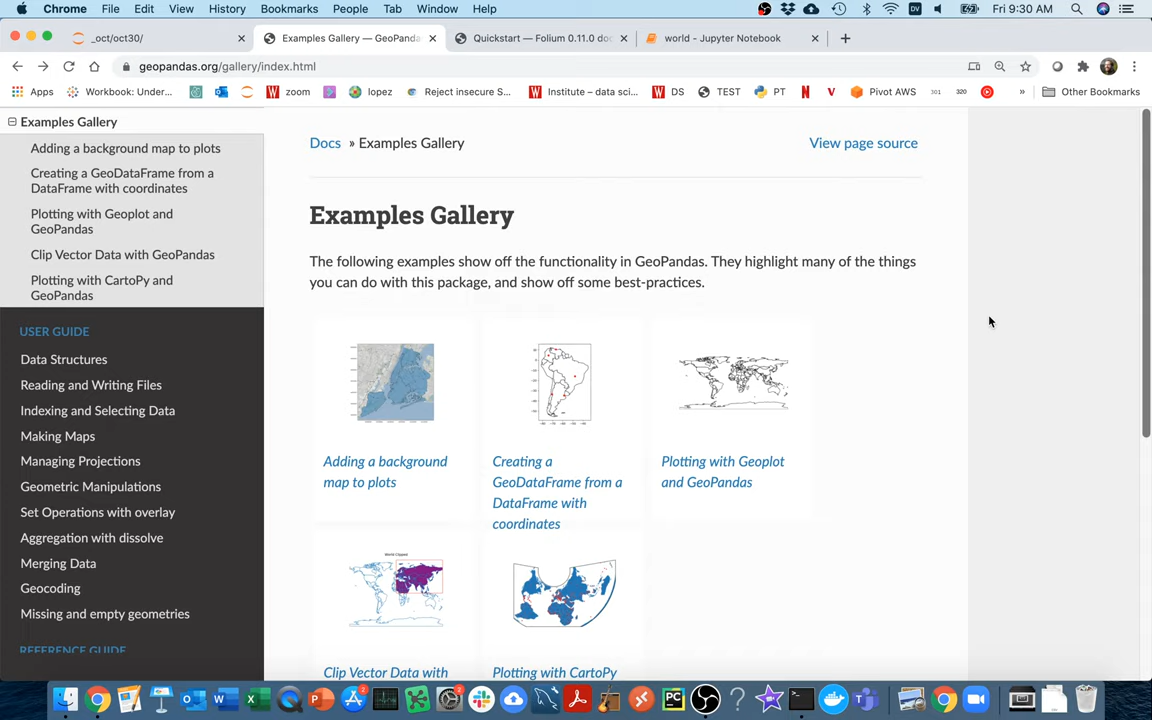 Chrome File Edit View History Bookmarks People Tab Window Help Fri 9:30 AM
_oct/oct30/ Examples Gallery — GeoPanda Quickstart — Folium 0.11.0 do world - Jupyter Notebook
geopandas.org/gallery/index.html
Apps Workbook: Under... zoom lopez Reject insecure S... Institute – data sci... DS TEST PT Pivot AWS 301 320 » Other Bookmarks
Examples Gallery
Adding a background map to plots
Creating a GeoDataFrame from a
DataFrame with coordinates
Plotting with Geoplot and
GeoPandas
Clip Vector Data with GeoPandas
Plotting with CartoPy and
GeoPandas
USER GUIDE
Data Structures
Reading and Writing Files
Indexing and Selecting Data
Making Maps
Managing Projections
Geometric Manipulations
Set Operations with overlay
Aggregation with dissolve
Merging Data
Geocoding
Missing and empty geometries
REFERENCE GUIDE
Docs » Examples Gallery View page source
Examples Gallery
The following examples show off the functionality in GeoPandas. They highlight many of the things
you can do with this package, and show off some best-practices.
Adding a background
map to plots
Creating a
GeoDataFrame from a
DataFrame with
coordinates
Plotting with Geoplot
and GeoPandas
World Clipped
Clip Vector Data with
Plotting with CartoPy